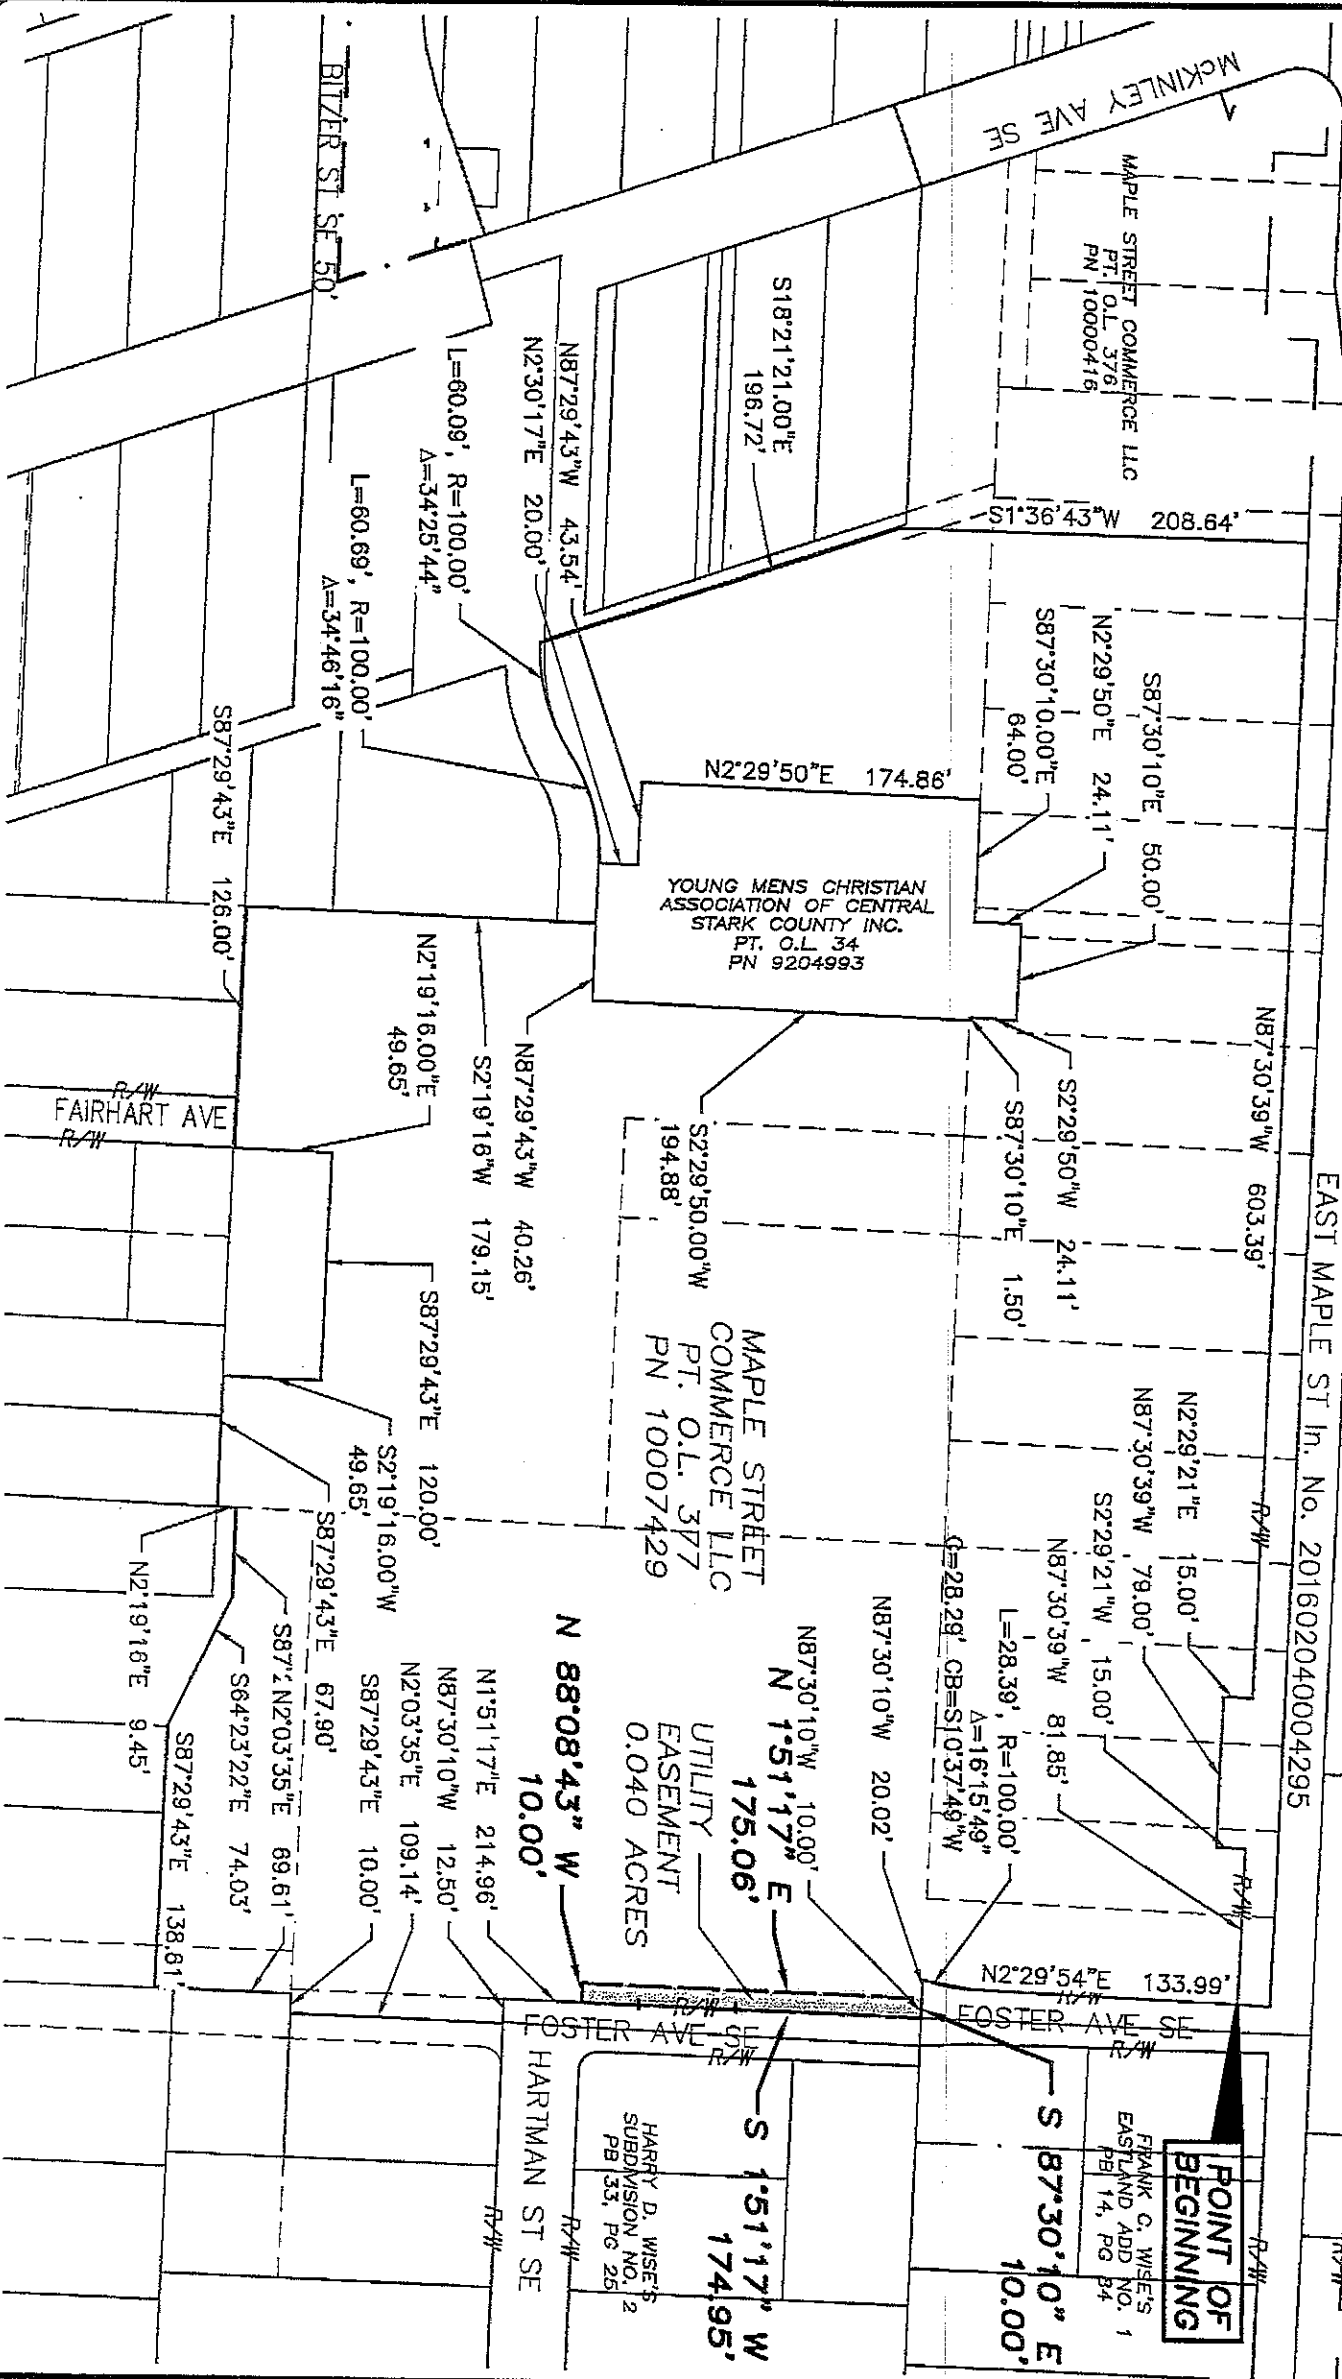 EAST MAPLE ST In. No. 201602040004295
McKINLEY AVE SE
MAPLE STREET COMMERCE LLC
PT. O.L. 376
PN 10000416
S1°36'43"W 208.64'
N87°30'39"W 603.39'
R/W
N2°29'21"E 15.00'
N87°30'39"W 79.00'
S2°29'21"W 15.00'
N87°30'39"W 81.85'
R/W
L=28.39', R=100.00'
Δ=16°15'49"
C=28.29' CB=S10°37'49"W
N2°29'54"E 133.99'
R/W
FOSTER AVE SE
R/W
POINT OF
BEGINNING
R/W
R/W
FRANK C. WISE'S
EASTLAND ADD NO. 1
PB 14, PG 84
S 87°30'10" E
10.00'
S87°30'10"E 50.00'
N2°29'50"E 24.11'
S87°30'10.00"E
64.00'
S2°29'50"W 24.11'
S87°30'10"E 1.50'
N2°29'50"E 174.86'
YOUNG MENS CHRISTIAN
ASSOCIATION OF CENTRAL
STARK COUNTY INC.
PT. O.L. 34
PN 9204993
S2°29'50.00"W
194.88'
MAPLE STREET
COMMERCE LLC
PT. O.L. 377
PN 10007429
N87°30'10"W 20.02'
N87°30'10"W 10.00'
N 1°51'17" E
175.06'
UTILITY
EASEMENT
0.040 ACRES
N 88°08'43" W
10.00'
R/W
FOSTER AVE SE
R/W
S 1°51'17" W
174.95'
HARRY D. WISE'S
SUBDIVISION NO. 2
PB 33, PG 25
R/W
HARTMAN ST SE
R/W
S18°21'21.00"E
196.72'
N87°29'43"W 43.54'
N2°30'17"E 20.00'
L=60.09', R=100.00'
Δ=34°25'44"
L=60.69', R=100.00'
Δ=34°46'16"
BITZER ST SE 50'
N87°29'43"W 40.26'
S2°19'16"W 179.15'
S87°29'43"E 126.00'
N2°19'16.00"E
49.65'
R/W
FAIRHART AVE
R/W
S87°29'43"E 120.00'
S2°19'16.00"W
49.65'
S87°29'43"E 67.90'
N2°19'16"E 9.45'
N1°51'17"E 214.96'
N87°30'10"W 12.50'
N2°03'35"E 109.14'
S87°29'43"E 10.00'
N2°03'35"E 69.61'
S64°23'22"E 74.03'
S87°29'43"E 138.61'